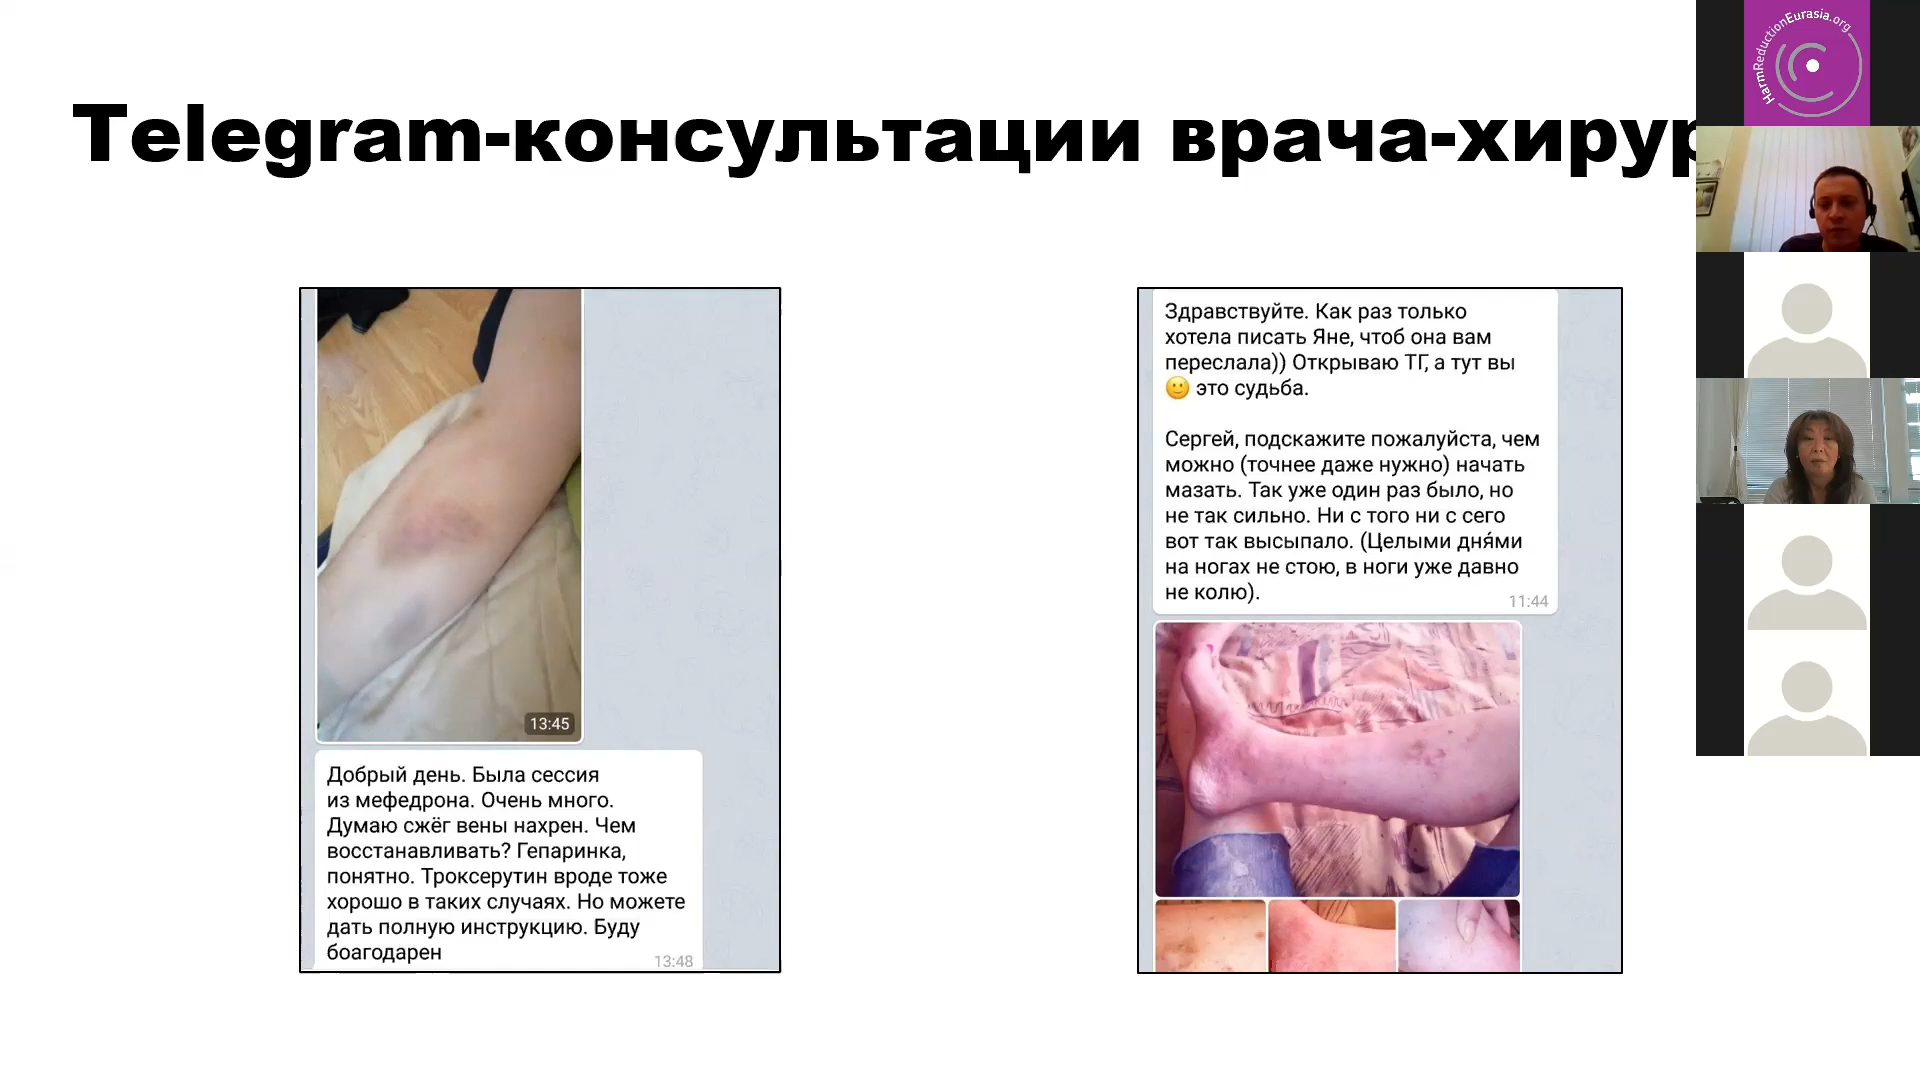 Telegram-консультации врача-хирур
HarmReductionEurasia.org
13:45
Добрый день. Была сессия
из мефедрона. Очень много.
Думаю сжёг вены нахрен. Чем
восстанавливать? Гепаринка,
понятно. Троксерутин вроде тоже
хорошо в таких случаях. Но можете
дать полную инструкцию. Буду
боагодарен
13:48
Здравствуйте. Как раз только
хотела писать Яне, чтоб она вам
переслала)) Открываю ТГ, а тут вы
🙂 это судьба.
Сергей, подскажите пожалуйста, чем
можно (точнее даже нужно) начать
мазать. Так уже один раз было, но
не так сильно. Ни с того ни с сего
вот так высыпало. (Целыми дня́ми
на ногах не стою, в ноги уже давно
не колю).
11:44